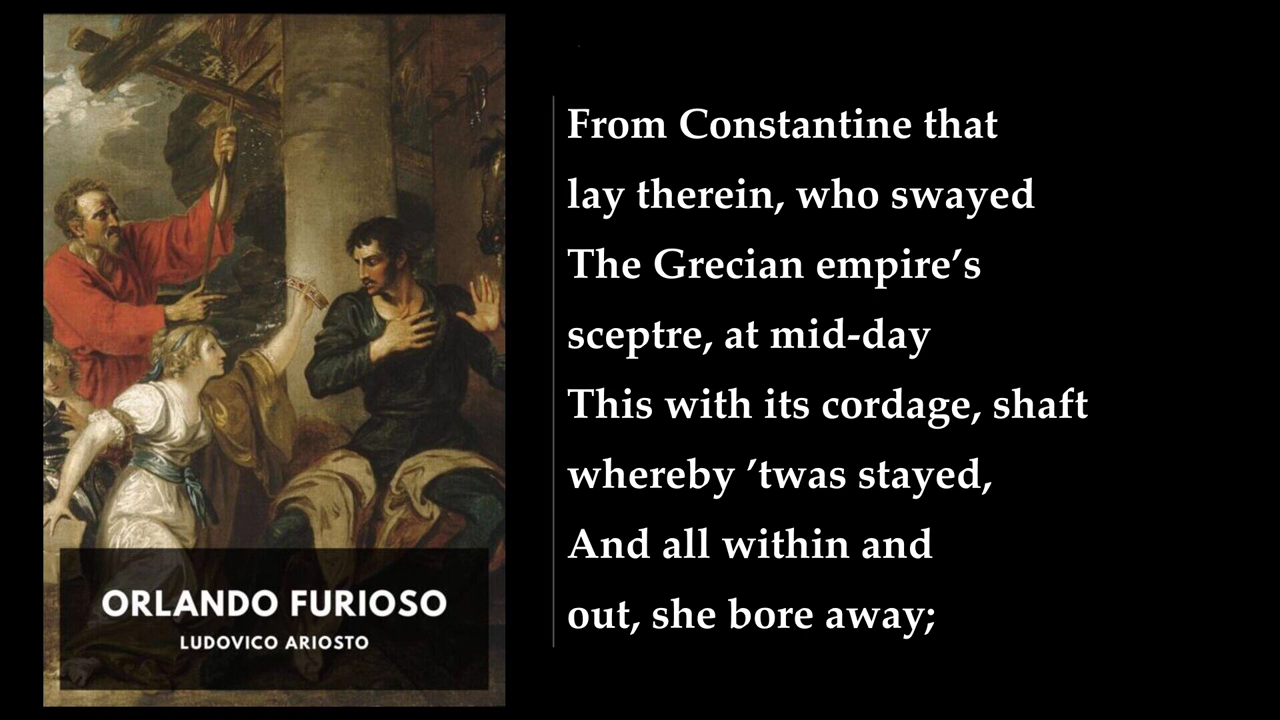 ORLANDO FURIOSO
LUDOVICO ARIOSTO
From Constantine that
lay therein, who swayed
The Grecian empire’s
sceptre, at mid-day
This with its cordage, shaft
whereby ’twas stayed,
And all within and
out, she bore away;